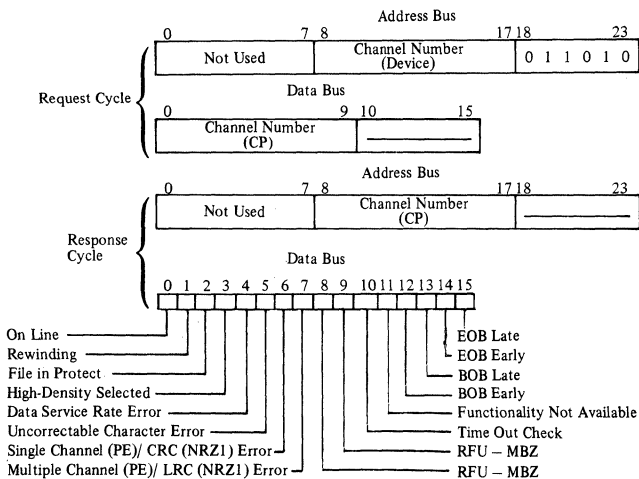 Address Bus
0 7 8 17 18 23
Not Used Channel Number (Device) 0 1 1 0 1 0
Request Cycle
Data Bus
0 9 10 15
Channel Number (CP)
Address Bus
0 7 8 17 18 23
Not Used Channel Number (CP)
Response Cycle
Data Bus
0 1 2 3 4 5 6 7 8 9 10 11 12 13 14 15
On Line
Rewinding
File in Protect
High-Density Selected
Data Service Rate Error
Uncorrectable Character Error
Single Channel (PE)/ CRC (NRZ1) Error
Multiple Channel (PE)/ LRC (NRZ1) Error
EOB Late
EOB Early
BOB Late
BOB Early
Functionality Not Available
Time Out Check
RFU – MBZ
RFU – MBZ